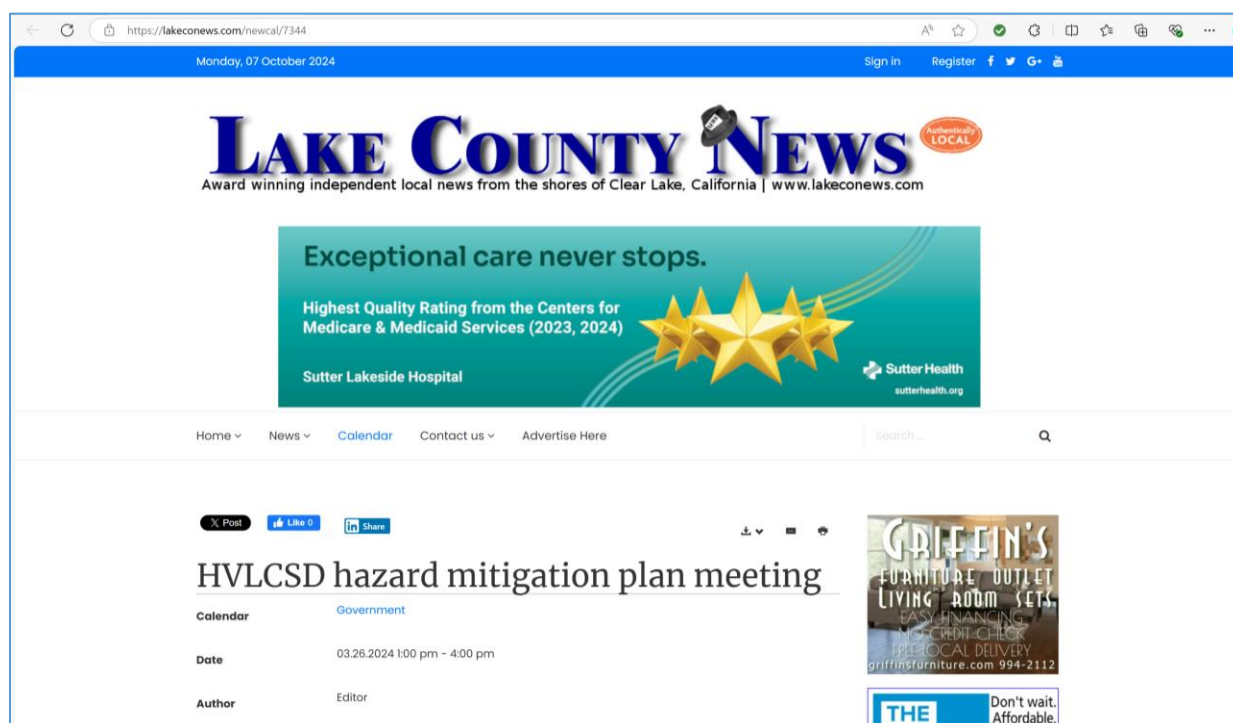 https://lakeconews.com/newcal/7344
Monday, 07 October 2024
Sign in Register
LAKE COUNTY NEWS
Authentically
LOCAL
Award winning independent local news from the shores of Clear Lake, California | www.lakeconews.com
Exceptional care never stops.
Highest Quality Rating from the Centers for
Medicare & Medicaid Services (2023, 2024)
Sutter Lakeside Hospital
Sutter Health
sutterhealth.org
Home News Calendar Contact us Advertise Here
Search ...
X Post Like 0 in Share
HVLCSD hazard mitigation plan meeting
Calendar Government
Date 03.26.2024 1:00 pm - 4:00 pm
Author Editor
GRIFFIN'S
FURNITURE OUTLET
LIVING ROOM SETS
EASY FINANCING
NO CREDIT CHECK
FREE LOCAL DELIVERY
griffinsfurniture.com 994-2112
THE
Don't wait.
Affordable.